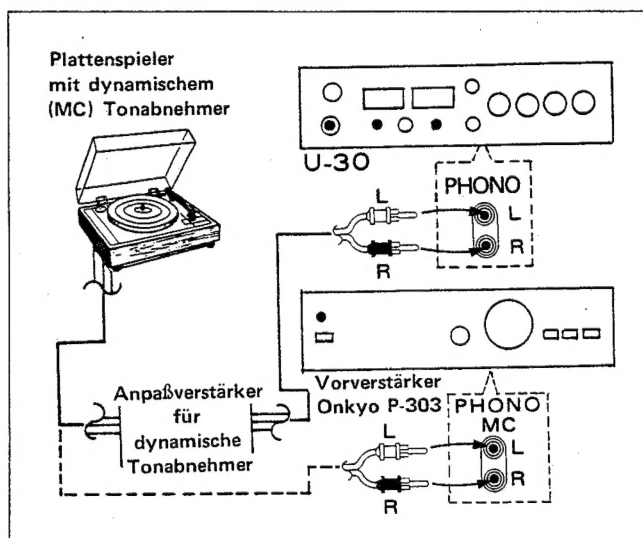 Plattenspieler
mit dynamischem
(MC) Tonabnehmer
U-30
PHONO
L
L
R
R
Anpaßverstärker
für
dynamische
Tonabnehmer
Vorverstärker
Onkyo P-303
PHONO
MC
L
L
R
R